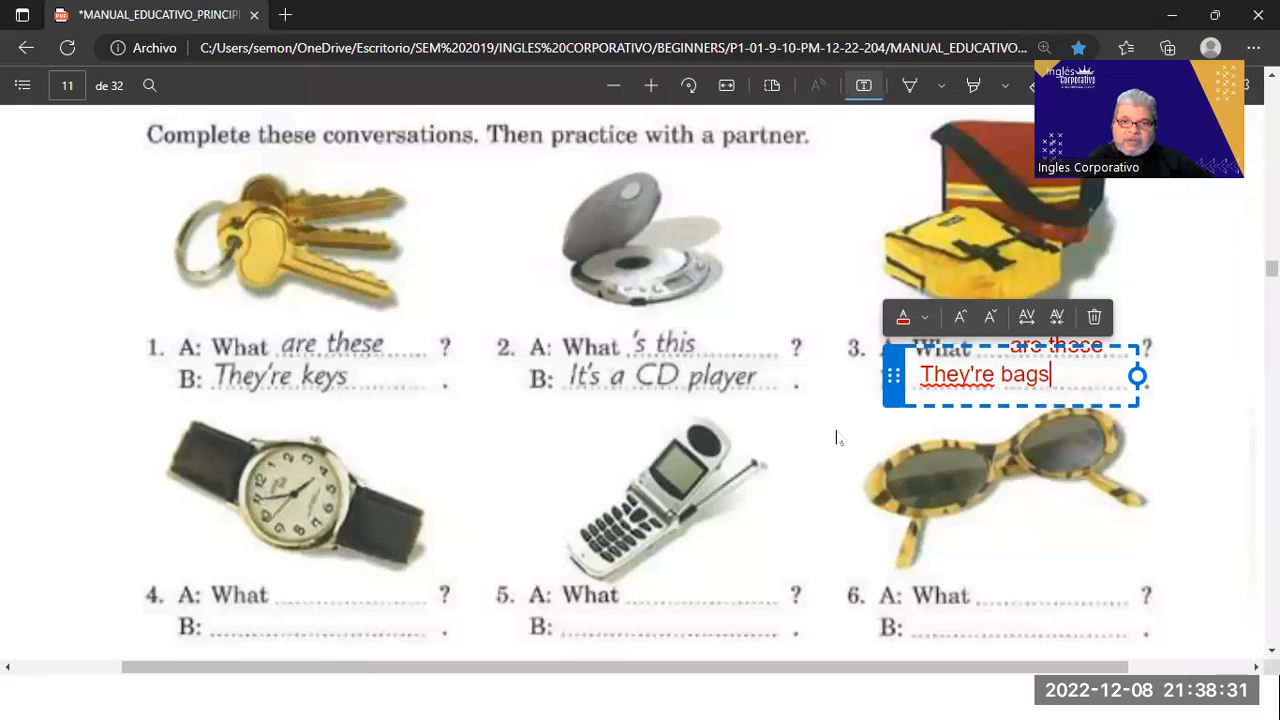 *MANUAL_EDUCATIVO_PRINCIPI
Archivo
C:/Users/semon/OneDrive/Escritorio/SEM%202019/INGLES%20CORPORATIVO/BEGINNERS/P1-01-9-10-PM-12-22-204/MANUAL_EDUCATIVO...
11 de 32
Inglés
Corporativo
Ingles Corporativo
Complete these conversations. Then practice with a partner.
1. A: What are these ?
B: They're keys .
2. A: What 's this ?
B: It's a CD player .
3. A: What are these ?
They're bags
4. A: What ?
B: .
5. A: What ?
B: .
6. A: What ?
B: .
2022-12-08 21:38:31